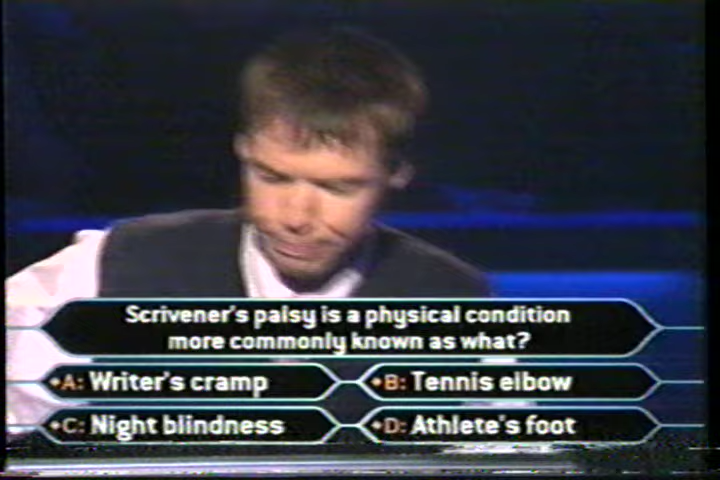 Scrivener's palsy is a physical condition
more commonly known as what?
A: Writer's cramp
B: Tennis elbow
C: Night blindness
D: Athlete's foot